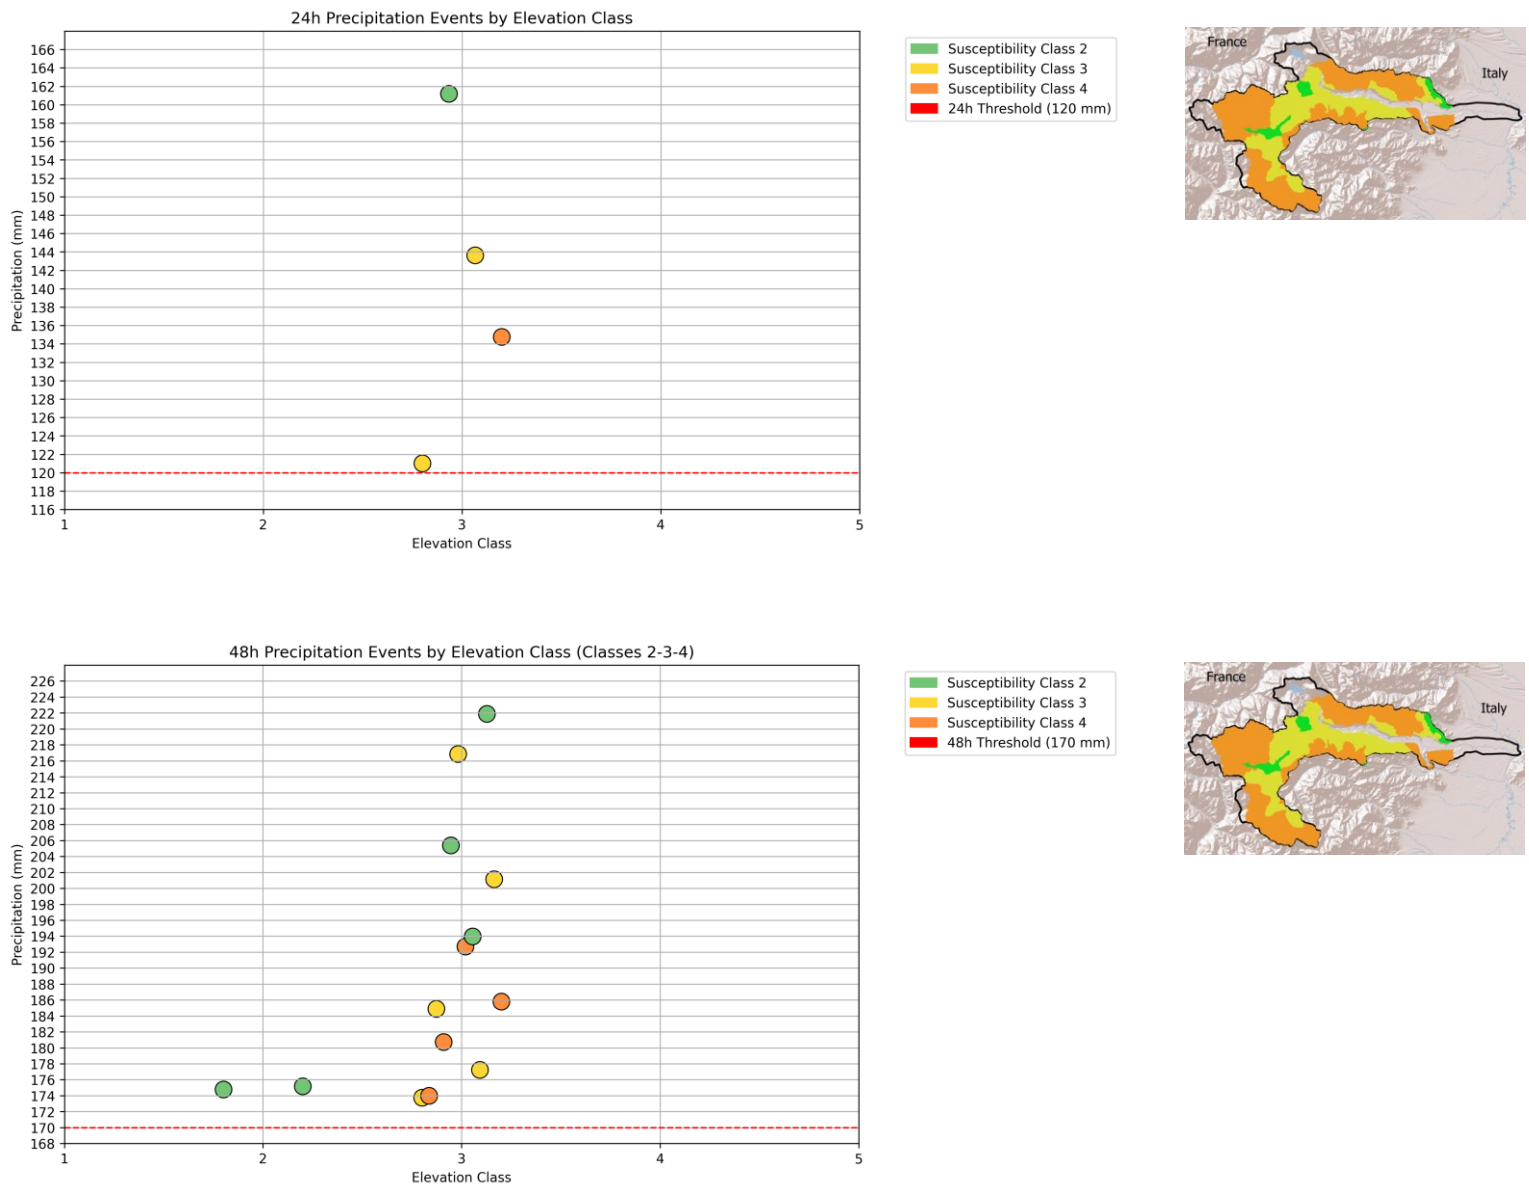 24h Precipitation Events by Elevation Class
Precipitation (mm)
166
164
162
160
158
156
154
152
150
148
146
144
142
140
138
136
134
132
130
128
126
124
122
120
118
116
1 2 3 4 5
Elevation Class
Susceptibility Class 2
Susceptibility Class 3
Susceptibility Class 4
24h Threshold (120 mm)
France
Italy
48h Precipitation Events by Elevation Class (Classes 2-3-4)
Precipitation (mm)
226
224
222
220
218
216
214
212
210
208
206
204
202
200
198
196
194
192
190
188
186
184
182
180
178
176
174
172
170
168
1 2 3 4 5
Elevation Class
Susceptibility Class 2
Susceptibility Class 3
Susceptibility Class 4
48h Threshold (170 mm)
France
Italy